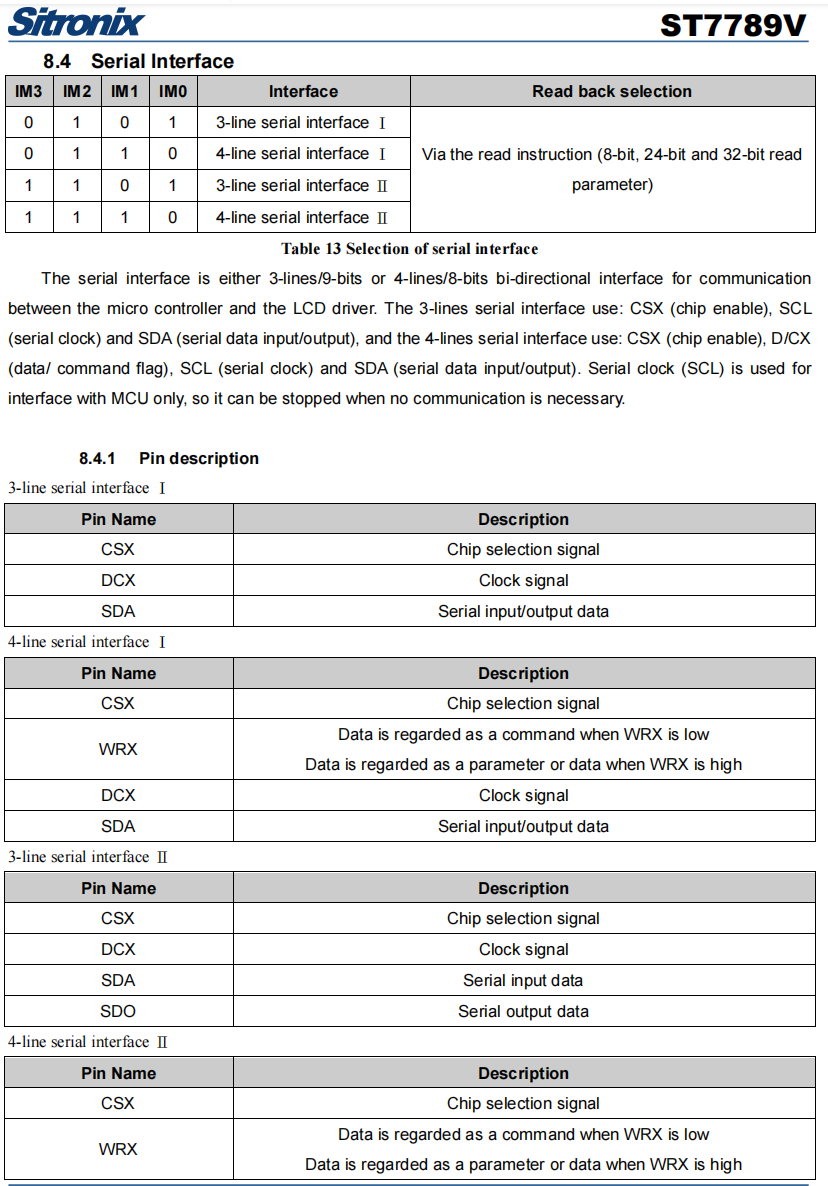 Sitronix
ST7789V
8.4 Serial Interface
IM3 IM2 IM1 IM0 Interface Read back selection
0 1 0 1 3-line serial interface Ⅰ
0 1 1 0 4-line serial interface Ⅰ
Via the read instruction (8-bit, 24-bit and 32-bit read
parameter)
1 1 0 1 3-line serial interface Ⅱ
1 1 1 0 4-line serial interface Ⅱ
Table 13 Selection of serial interface
The serial interface is either 3-lines/9-bits or 4-lines/8-bits bi-directional interface for communication
between the micro controller and the LCD driver. The 3-lines serial interface use: CSX (chip enable), SCL
(serial clock) and SDA (serial data input/output), and the 4-lines serial interface use: CSX (chip enable), D/CX
(data/ command flag), SCL (serial clock) and SDA (serial data input/output). Serial clock (SCL) is used for
interface with MCU only, so it can be stopped when no communication is necessary.
8.4.1 Pin description
3-line serial interface Ⅰ
Pin Name Description
CSX Chip selection signal
DCX Clock signal
SDA Serial input/output data
4-line serial interface Ⅰ
Pin Name Description
CSX Chip selection signal
WRX
Data is regarded as a command when WRX is low
Data is regarded as a parameter or data when WRX is high
DCX Clock signal
SDA Serial input/output data
3-line serial interface Ⅱ
Pin Name Description
CSX Chip selection signal
DCX Clock signal
SDA Serial input data
SDO Serial output data
4-line serial interface Ⅱ
Pin Name Description
CSX Chip selection signal
WRX
Data is regarded as a command when WRX is low
Data is regarded as a parameter or data when WRX is high